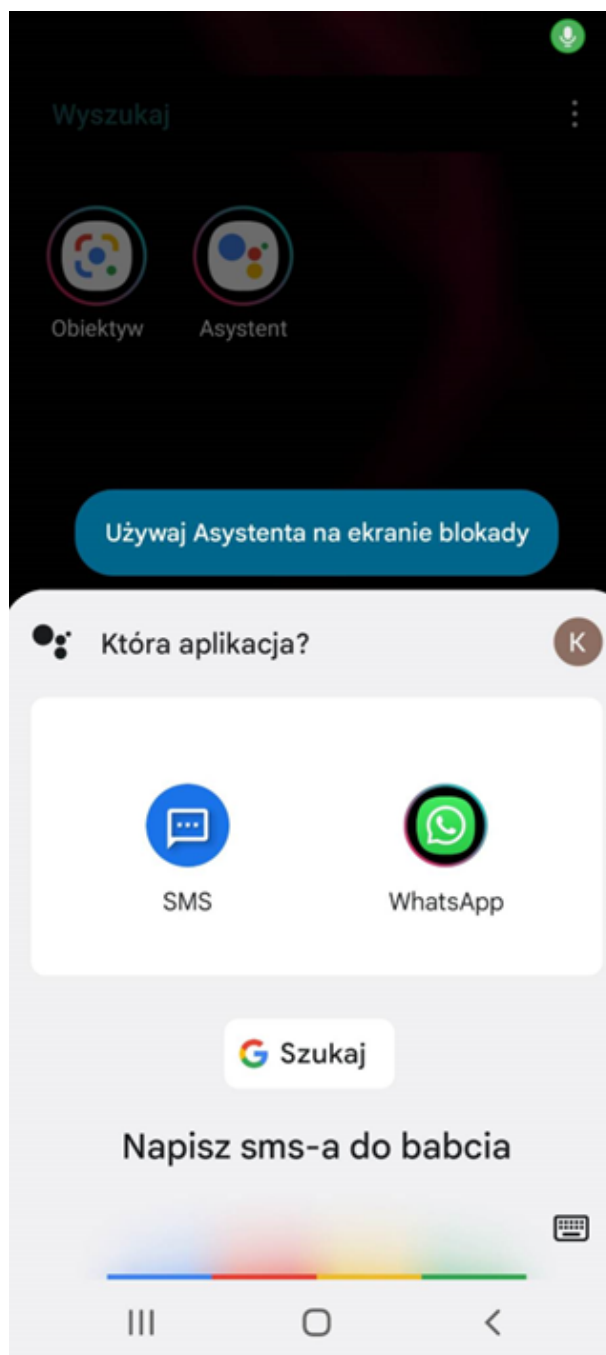 Wyszukaj
Obiektyw
Asystent
Używaj Asystenta na ekranie blokady
Która aplikacja?
K
SMS
WhatsApp
G Szukaj
Napisz sms-a do babcia